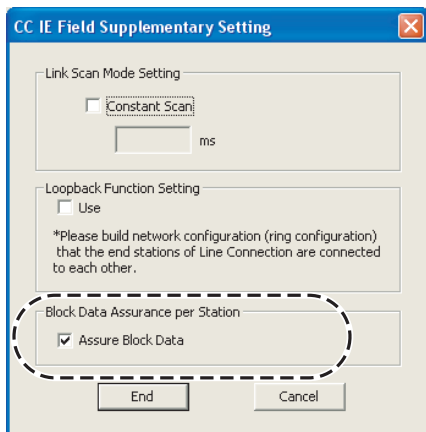 CC IE Field Supplementary Setting
Link Scan Mode Setting
Constant Scan
ms
Loopback Function Setting
Use
*Please build network configuration (ring configuration)
that the end stations of Line Connection are connected
to each other.
Block Data Assurance per Station
Assure Block Data
End Cancel